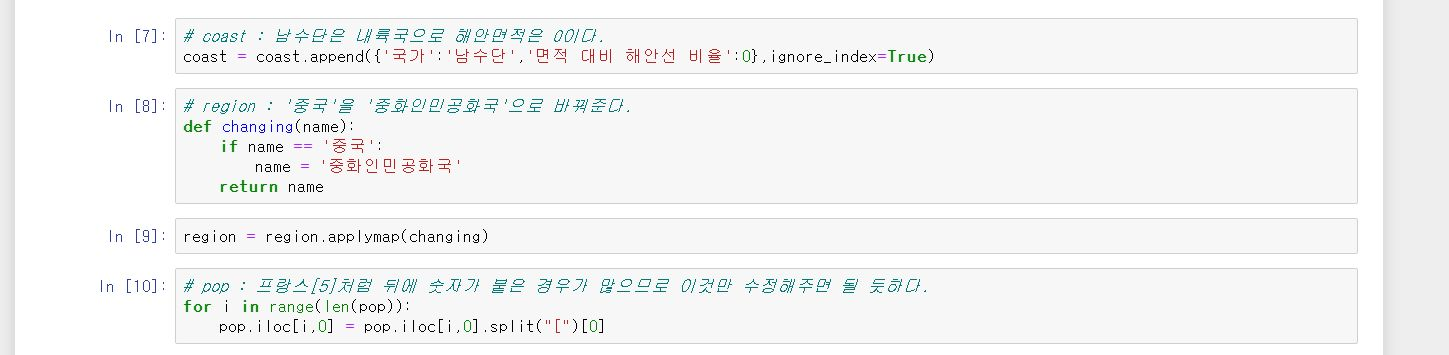 In [7]:
# coast : 남수단은 내륙국으로 해안면적은 0이다.
coast = coast.append({'국가':'남수단','면적 대비 해안선 비율':0},ignore_index=True)
In [8]:
# region : '중국'을 '중화인민공화국'으로 바꿔준다.
def changing(name):
    if name == '중국':
        name = '중화인민공화국'
    return name
In [9]:
region = region.applymap(changing)
In [10]:
# pop : 프랑스[5]처럼 뒤에 숫자가 붙은 경우가 많으므로 이것만 수정해주면 될 듯하다.
for i in range(len(pop)):
    pop.iloc[i,0] = pop.iloc[i,0].split("[")[0]